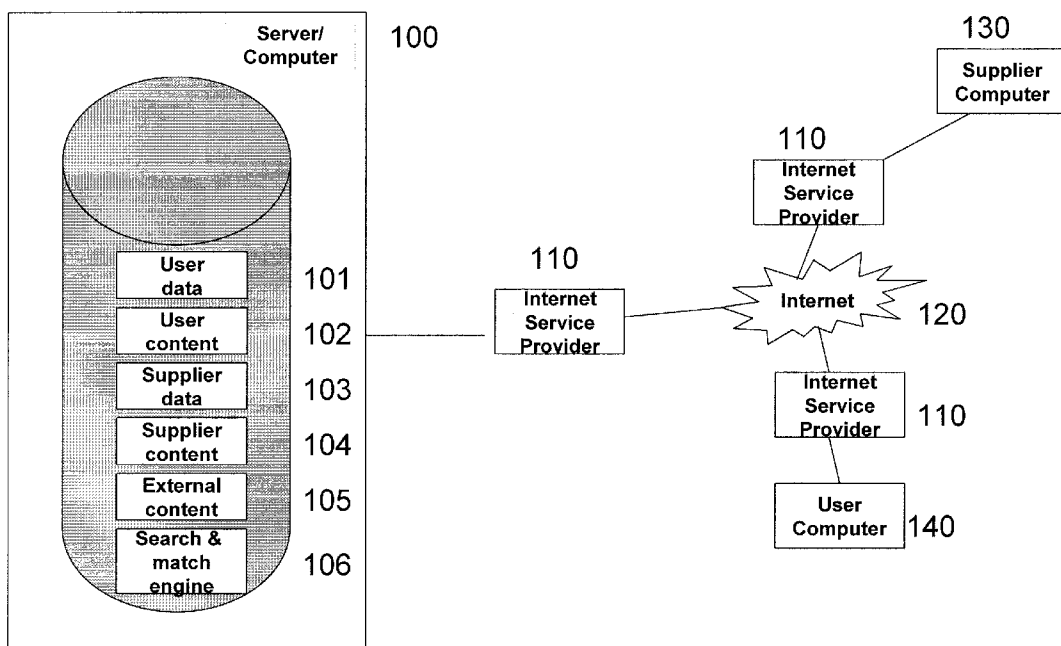 Server/
Computer
100
User
data
101
User
content
102
Supplier
data
103
Supplier
content
104
External
content
105
Search &
match
engine
106
110
Internet
Service
Provider
130
Supplier
Computer
110
Internet
Service
Provider
Internet
120
Internet
Service
Provider
110
User
Computer
140